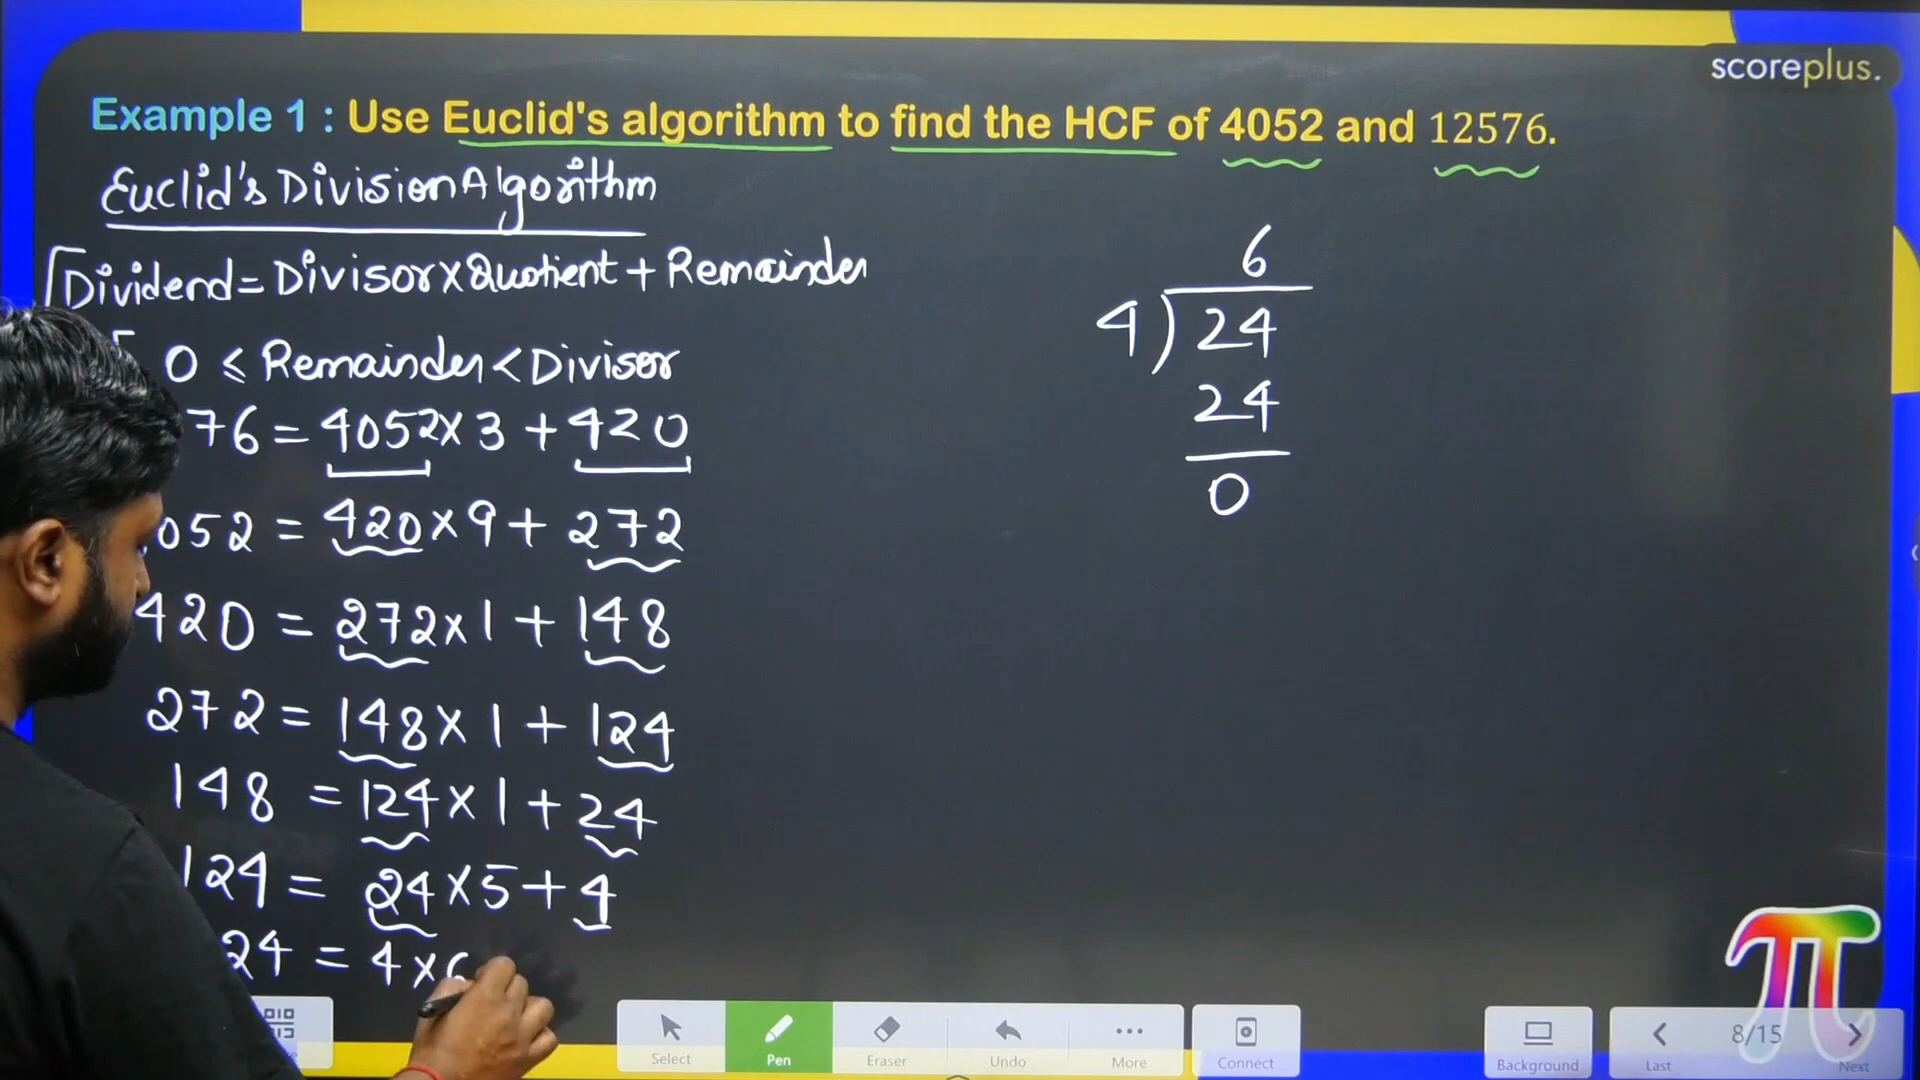 scoreplus.
Example 1 : Use Euclid's algorithm to find the HCF of 4052 and 12576.
Euclid's Division Algorithm
Dividend = Divisor × Quotient + Remainder
0 ≤ Remainder < Divisor
76 = 4052 × 3 + 420
052 = 420 × 9 + 272
420 = 272 × 1 + 148
272 = 148 × 1 + 124
148 = 124 × 1 + 24
124 = 24 × 5 + 4
24 = 4 × 6
6
4 ) 24
24
0
Select
Pen
Eraser
Undo
More
Connect
Background
Last
8/15
Next